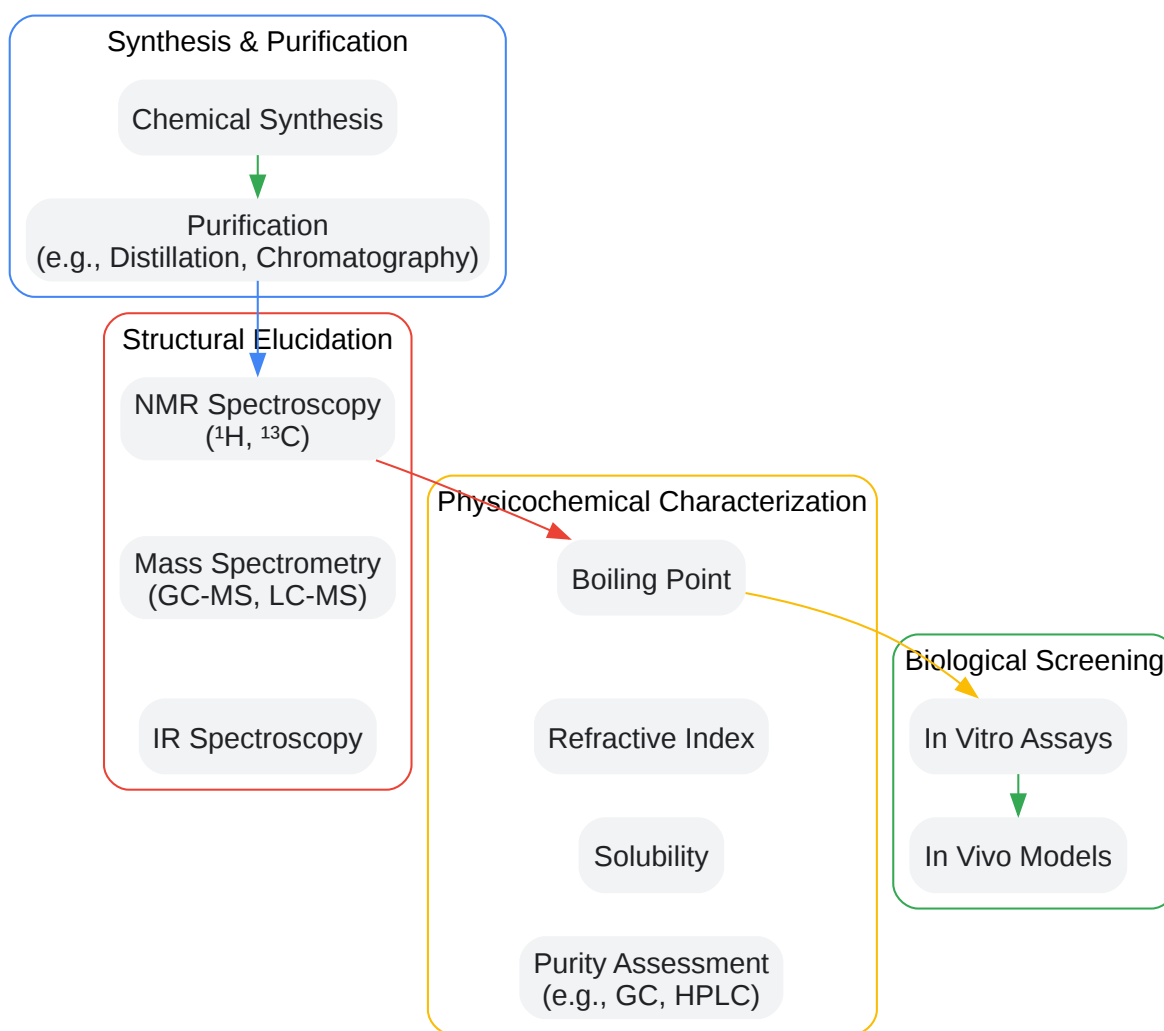 Synthesis & Purification
Chemical Synthesis
Purification
(e.g., Distillation, Chromatography)
Structural Elucidation
NMR Spectroscopy
(¹H, ¹³C)
Mass Spectrometry
(GC-MS, LC-MS)
IR Spectroscopy
Physicochemical Characterization
Boiling Point
Refractive Index
Solubility
Purity Assessment
(e.g., GC, HPLC)
Biological Screening
In Vitro Assays
In Vivo Models